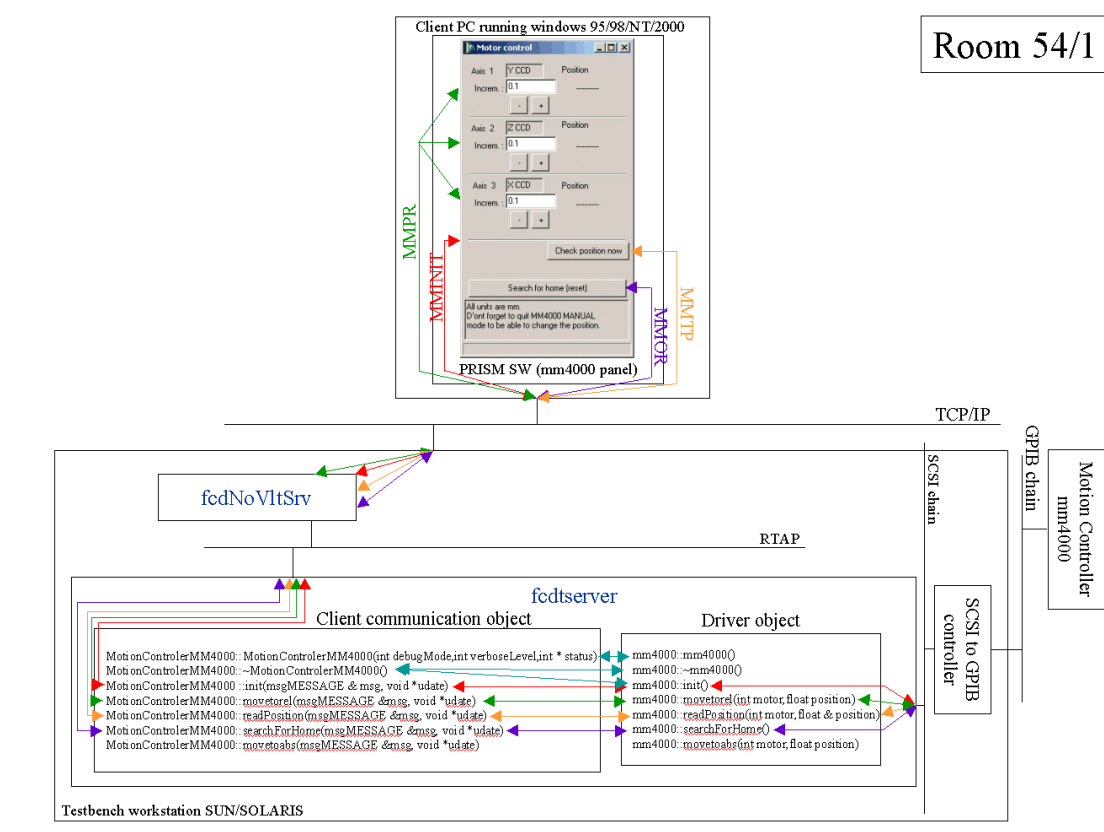 Client PC running windows 95/98/NT/2000
Room 54/1
Motor control
Axis 1 Y CCD Position
Increm. : 0.1 --------
- +
Axis 2 Z CCD Position
Increm. : 0.1 --------
- +
Axis 3 X CCD Position
Increm. : 0.1 --------
- +
Check position now
Search for home (reset)
All units are mm.
D'ont forget to quit MM4000 MANUAL
mode to be able to change the position.
MMPR
MMINIT
MMOR
MMTP
PRISM SW (mm4000 panel)
TCP/IP
GPIB chain
SCSI chain
Motion Controller
mm4000
fcdNoVltSrv
RTAP
fcdtserver
SCSI to GPIB
controller
Client communication object
Driver object
MotionControlerMM4000:: MotionControlerMM4000(int debugMode,int verboseLevel,int * status)
MotionControlerMM4000::~MotionControlerMM4000()
MotionControlerMM4000 ::init(msgMESSAGE & msg, void *udate)
MotionControlerMM4000::movetorel(msgMESSAGE &msg, void *udate)
MotionControlerMM4000::readPosition(msgMESSAGE &msg, void *udate)
MotionControlerMM4000::searchForHome(msgMESSAGE &msg, void *udate)
MotionControlerMM4000::movetoabs(msgMESSAGE &msg, void *udate)
mm4000::mm4000()
mm4000::~mm4000()
mm4000::init()
mm4000::movetorel(int motor,float position)
mm4000::readPosition(int motor,float & position)
mm4000::searchForHome()
mm4000::movetoabs(int motor,float position)
Testbench workstation SUN/SOLARIS